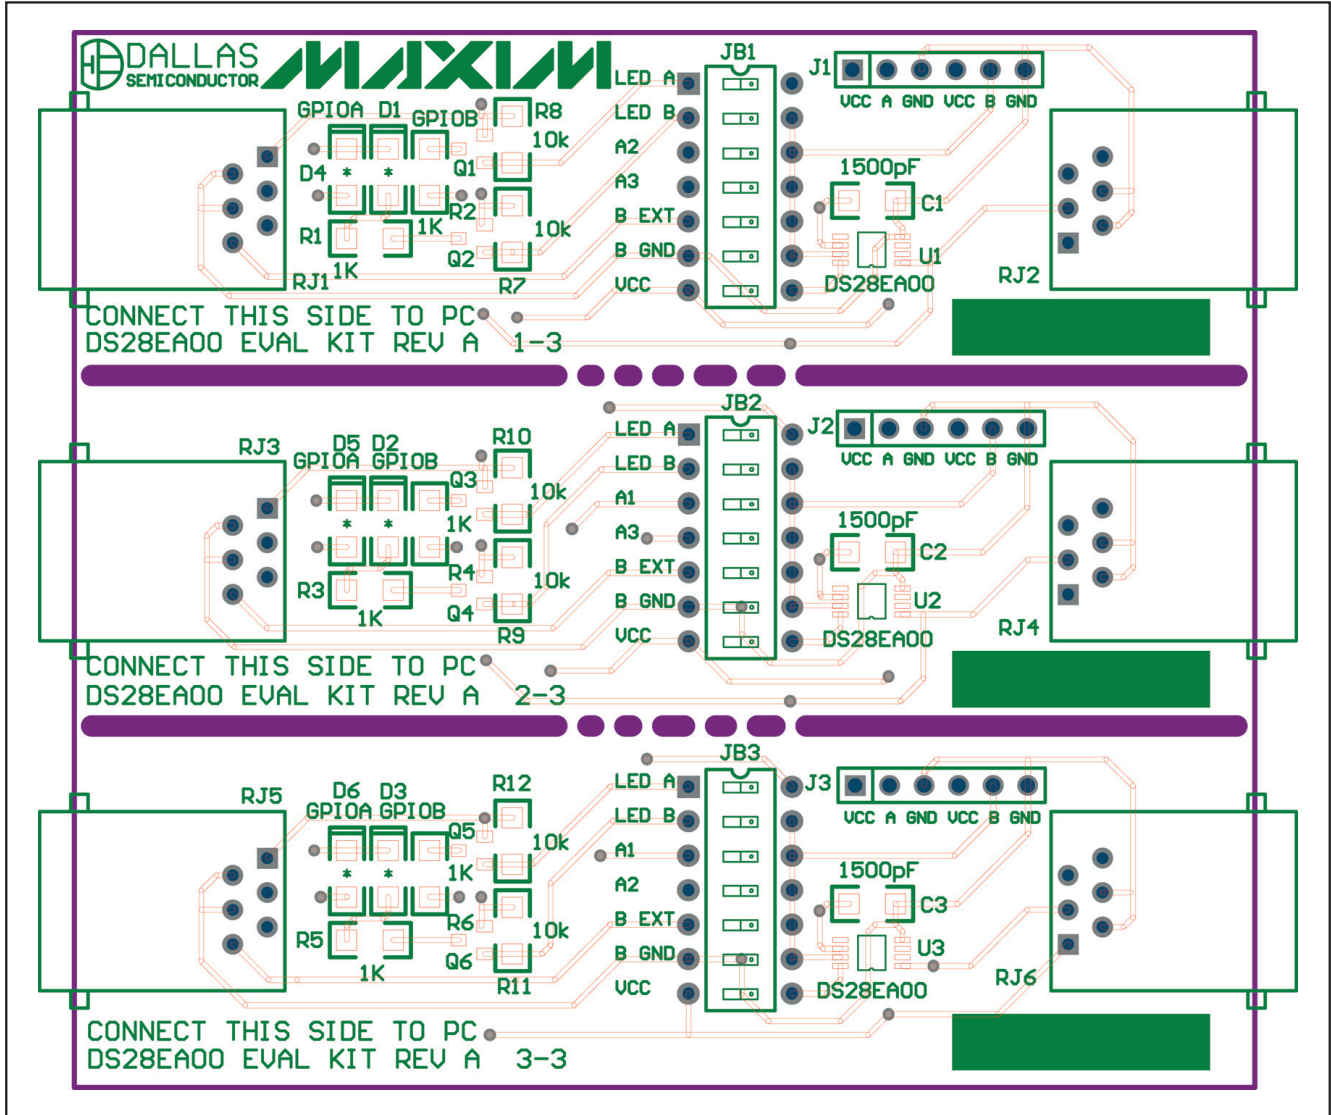 DALLAS
SEMICONDUCTOR
MAXIM
JB1
J1
VCC A GND VCC B GND
LED A
LED B
A2
A3
B EXT
B GND
VCC
GPIOA D1 GPIOB
R8
10k
D4 * *
Q1
R2
10k
R1
1K
1K
Q2
R7
RJ1
1500pF
C1
U1
DS28EA00
RJ2
CONNECT THIS SIDE TO PC
DS28EA00 EVAL KIT REV A 1-3
JB2
J2
VCC A GND VCC B GND
LED A
LED B
A1
A3
B EXT
B GND
VCC
RJ3
D5 D2
GPIOA GPIOB
R10
Q3
10k
* *
1K
R4
10k
R3
1K
Q4
R9
1500pF
C2
U2
DS28EA00
RJ4
CONNECT THIS SIDE TO PC
DS28EA00 EVAL KIT REV A 2-3
JB3
J3
VCC A GND VCC B GND
LED A
LED B
A1
A2
B EXT
B GND
VCC
RJ5
D6 D3
GPIOA GPIOB
R12
Q5
10k
* *
1K
R6
10k
R5
1K
Q6
R11
1500pF
C3
U3
DS28EA00
RJ6
CONNECT THIS SIDE TO PC
DS28EA00 EVAL KIT REV A 3-3